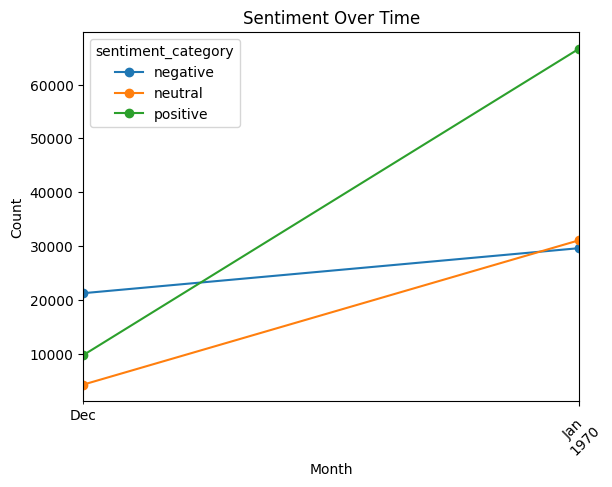 Sentiment Over Time
sentiment_category
negative
neutral
positive
60000
50000
40000
30000
20000
10000
Count
Dec
Jan
1970
Month